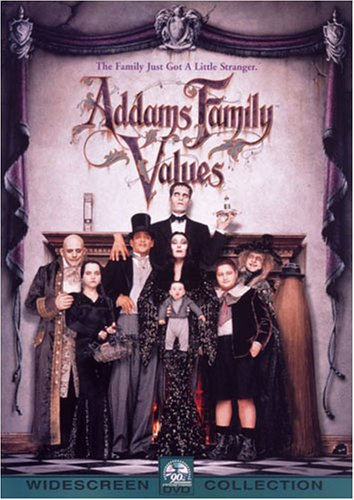 The Family Just Got A Little Stranger.
Addams Family
Values
WIDESCREEN DVD COLLECTION